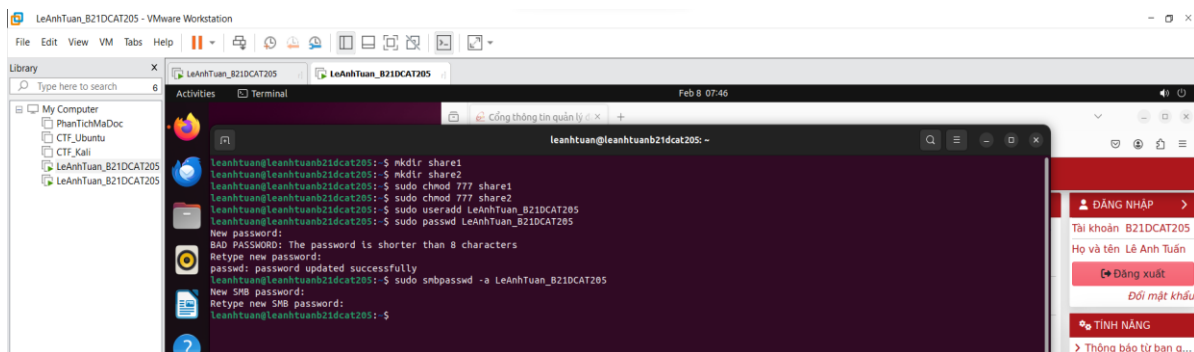 LeAnhTuan_B21DCAT205 - VMware Workstation
File Edit View VM Tabs Help
Library X
Type here to search
My Computer
PhanTichMaDoc
CTF_Ubuntu
CTF_Kali
LeAnhTuan_B21DCAT205
LeAnhTuan_B21DCAT205
LeAnhTuan_B21DCAT205
LeAnhTuan_B21DCAT205
Activities Terminal Feb 8 07:46
Cổng thông tin quản lý
leanhtuan@leanhtuanb21dcat205: ~
leanhtuan@leanhtuanb21dcat205:~$ mkdir share1
leanhtuan@leanhtuanb21dcat205:~$ mkdir share2
leanhtuan@leanhtuanb21dcat205:~$ sudo chmod 777 share1
leanhtuan@leanhtuanb21dcat205:~$ sudo chmod 777 share2
leanhtuan@leanhtuanb21dcat205:~$ sudo useradd LeAnhTuan_B21DCAT205
leanhtuan@leanhtuanb21dcat205:~$ sudo passwd LeAnhTuan_B21DCAT205
New password:
BAD PASSWORD: The password is shorter than 8 characters
Retype new password:
passwd: password updated successfully
leanhtuan@leanhtuanb21dcat205:~$ sudo smbpasswd -a LeAnhTuan_B21DCAT205
New SMB password:
Retype new SMB password:
leanhtuan@leanhtuanb21dcat205:~$
ĐĂNG NHẬP
Tài khoản B21DCAT205
Họ và tên Lê Anh Tuấn
Đăng xuất
Đổi mật khẩu
TÍNH NĂNG
Thông báo từ ban g...